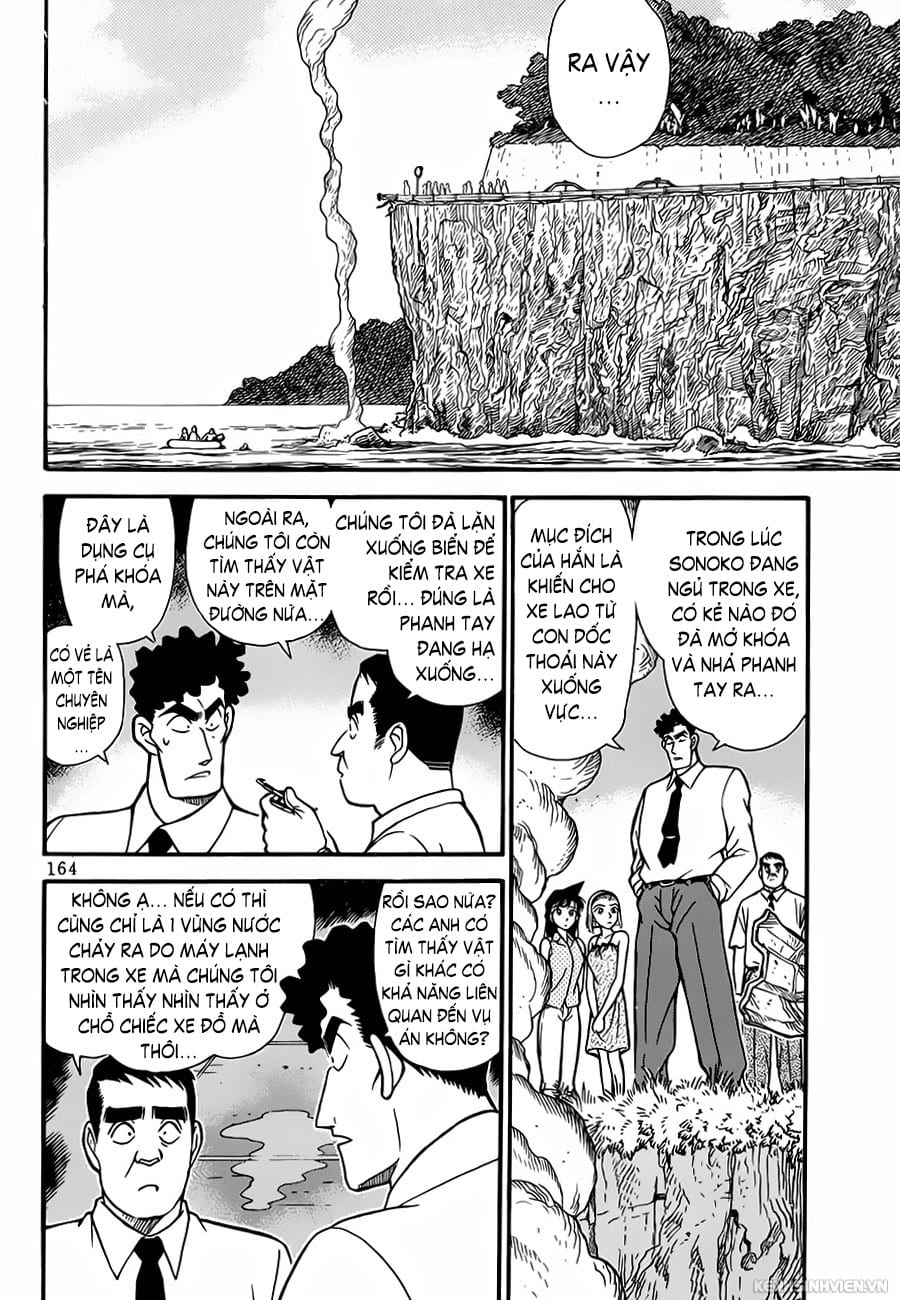 RA VẬY
...
TRONG LÚC
SONOKO ĐANG
NGỦ TRONG XE,
CÓ KẺ NÀO ĐÓ
ĐÃ MỞ KHÓA
VÀ NHẢ PHANH
TAY RA...
MỤC ĐÍCH
CỦA HẮN LÀ
KHIẾN CHO
XE LAO TỪ
CON DỐC
THOẢI NÀY
XUỐNG
VỰC...
CHÚNG TÔI ĐÃ LẶN
XUỐNG BIỂN ĐỂ
KIỂM TRA XE
RỒI... ĐÚNG LÀ
PHANH TAY
ĐANG HẠ
XUỐNG...
NGOÀI RA,
CHÚNG TÔI CÒN
TÌM THẤY VẬT
NÀY TRÊN MẶT
ĐƯỜNG NỮA...
ĐÂY LÀ
DỤNG CỤ
PHÁ KHÓA
MÀ,
CÓ VẺ LÀ
MỘT TÊN
CHUYÊN
NGHIỆP
...
164
RỒI SAO NỮA?
CÁC ANH CÓ
TÌM THẤY VẬT
GÌ KHÁC CÓ
KHẢ NĂNG LIÊN
QUAN ĐẾN VỤ
ÁN KHÔNG?
KHÔNG Ạ... NẾU CÓ THÌ
CŨNG CHỈ LÀ 1 VŨNG NƯỚC
CHẢY RA DO MÁY LẠNH
TRONG XE MÀ CHÚNG TÔI
NHÌN THẤY NHÌN THẤY Ở
CHỖ CHIẾC XE ĐỖ MÀ
THÔI...
KENHSINHVIEN.VN